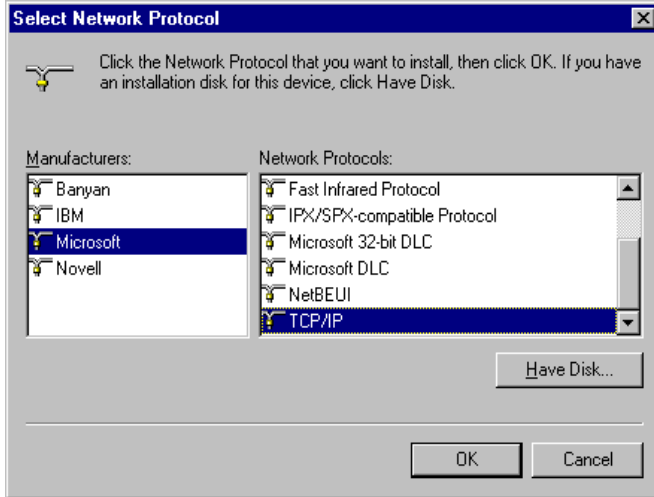 Select Network Protocol
Click the Network Protocol that you want to install, then click OK. If you have
an installation disk for this device, click Have Disk.
Manufacturers:
Banyan
IBM
Microsoft
Novell
Network Protocols:
Fast Infrared Protocol
IPX/SPX-compatible Protocol
Microsoft 32-bit DLC
Microsoft DLC
NetBEUI
TCP/IP
Have Disk...
OK
Cancel